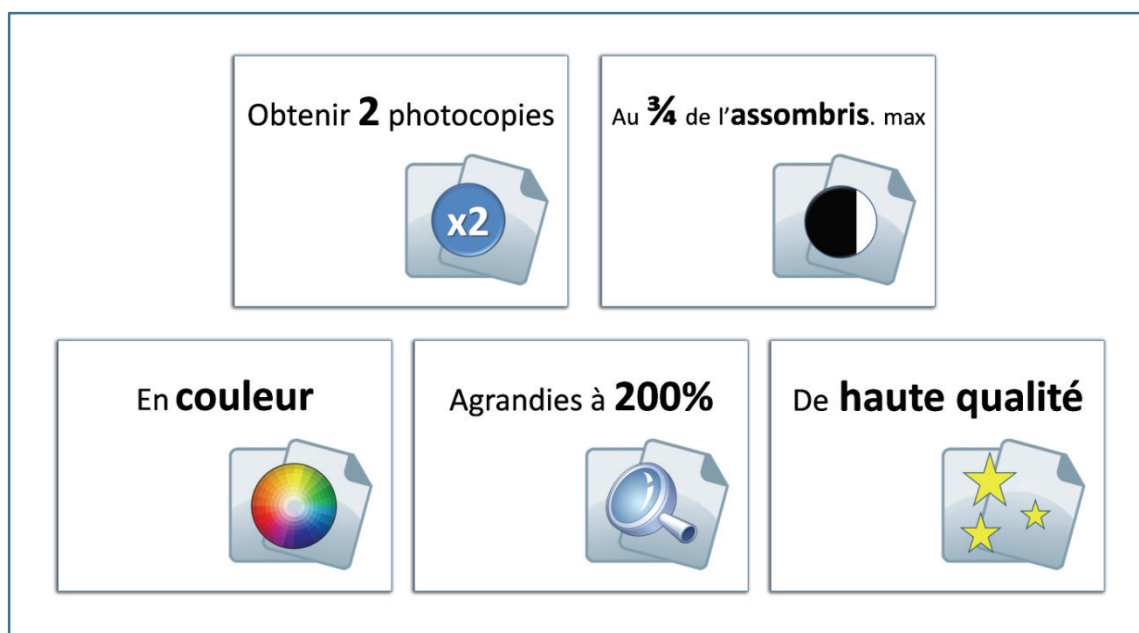 Obtenir 2 photocopies
x2
Au ¾ de l’assombris. max
En couleur
Agrandies à 200%
De haute qualité